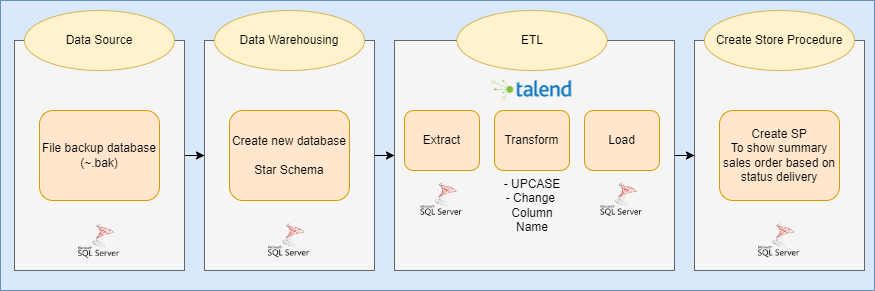 Data Source
File backup database
(~.bak)
Microsoft
SQL Server
Data Warehousing
Create new database
Star Schema
Microsoft
SQL Server
ETL
talend
Extract
Transform
Load
Microsoft
SQL Server
- UPCASE
- Change
Column
Name
Microsoft
SQL Server
Create Store Procedure
Create SP
To show summary
sales order based on
status delivery
Microsoft
SQL Server